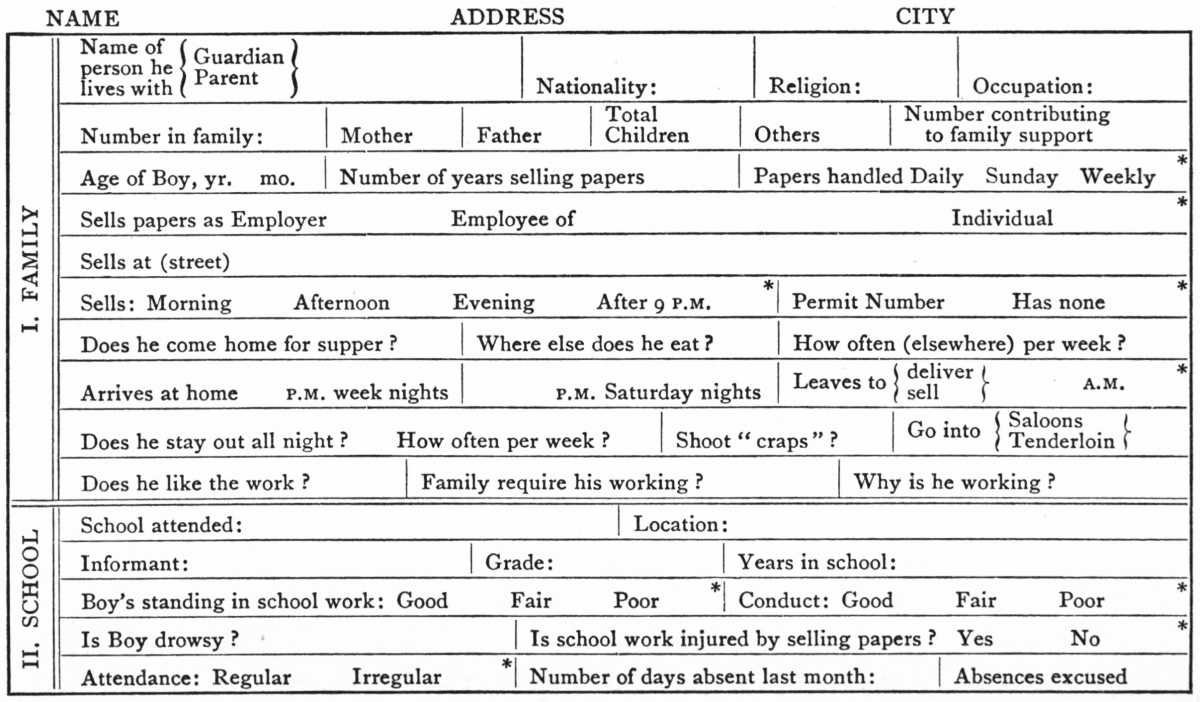 NAME ADDRESS CITY
I. FAMILY
Name of person he lives with { Guardian Parent } Nationality: Religion: Occupation:
Number in family: Mother Father Total Children Others Number contributing to family support
Age of Boy, yr. mo. Number of years selling papers Papers handled Daily Sunday Weekly *
Sells papers as Employer Employee of Individual *
Sells at (street)
Sells: Morning Afternoon Evening After 9 P.M. * Permit Number Has none *
Does he come home for supper? Where else does he eat? How often (elsewhere) per week?
Arrives at home P.M. week nights P.M. Saturday nights Leaves to { deliver sell { A.M. *
Does he stay out all night? How often per week? Shoot "craps"? Go into { Saloons Tenderloin {
Does he like the work? Family require his working? Why is he working?
II. SCHOOL
School attended: Location:
Informant: Grade: Years in school:
Boy's standing in school work: Good Fair Poor * Conduct: Good Fair Poor *
Is Boy drowsy? Is school work injured by selling papers? Yes No *
Attendance: Regular Irregular * Number of days absent last month: Absences excused